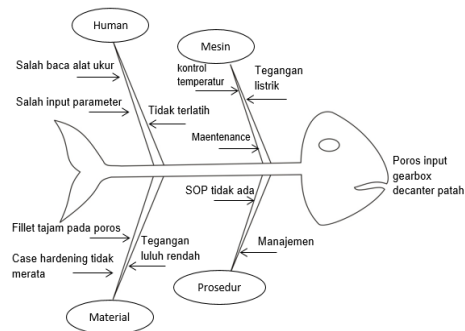 Human
Mesin
Salah baca alat ukur
kontrol
temperatur
Tegangan
listrik
Salah input parameter
Tidak terlatih
Maentenance
Poros input
gearbox
decanter patah
SOP tidak ada
Fillet tajam pada poros
Tegangan
luluh rendah
Manajemen
Case hardening tidak
merata
Material
Prosedur